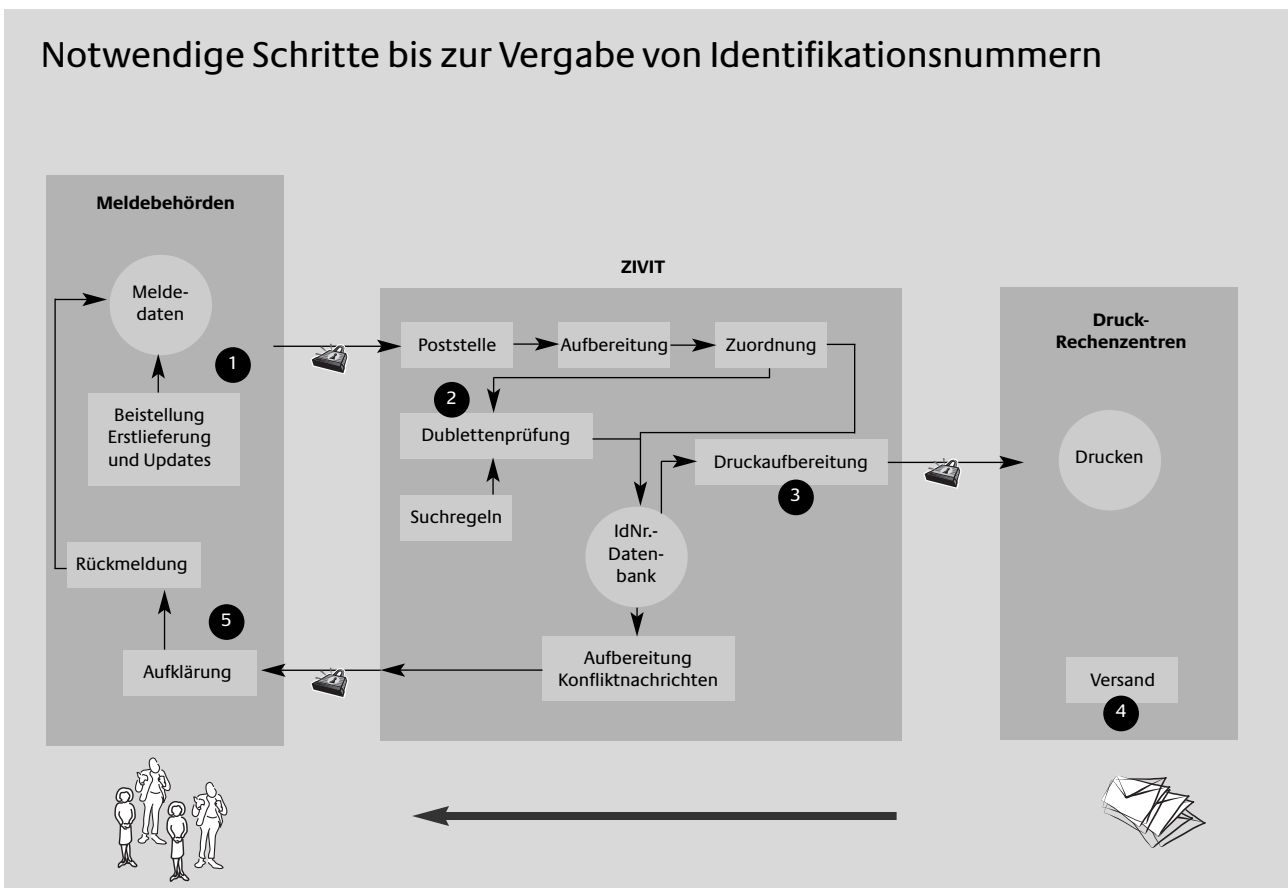 Notwendige Schritte bis zur Vergabe von Identifikationsnummern
Meldebehörden
Melde-
daten
1
Beistellung
Erstlieferung
und Updates
Rückmeldung
5
Aufklärung
ZIVIT
Poststelle
Aufbereitung
Zuordnung
2
Dublettenprüfung
Suchregeln
Druckaufbereitung
3
IdNr.-
Daten-
bank
Aufbereitung
Konfliktnachrichten
Druck-
Rechenzentren
Drucken
Versand
4